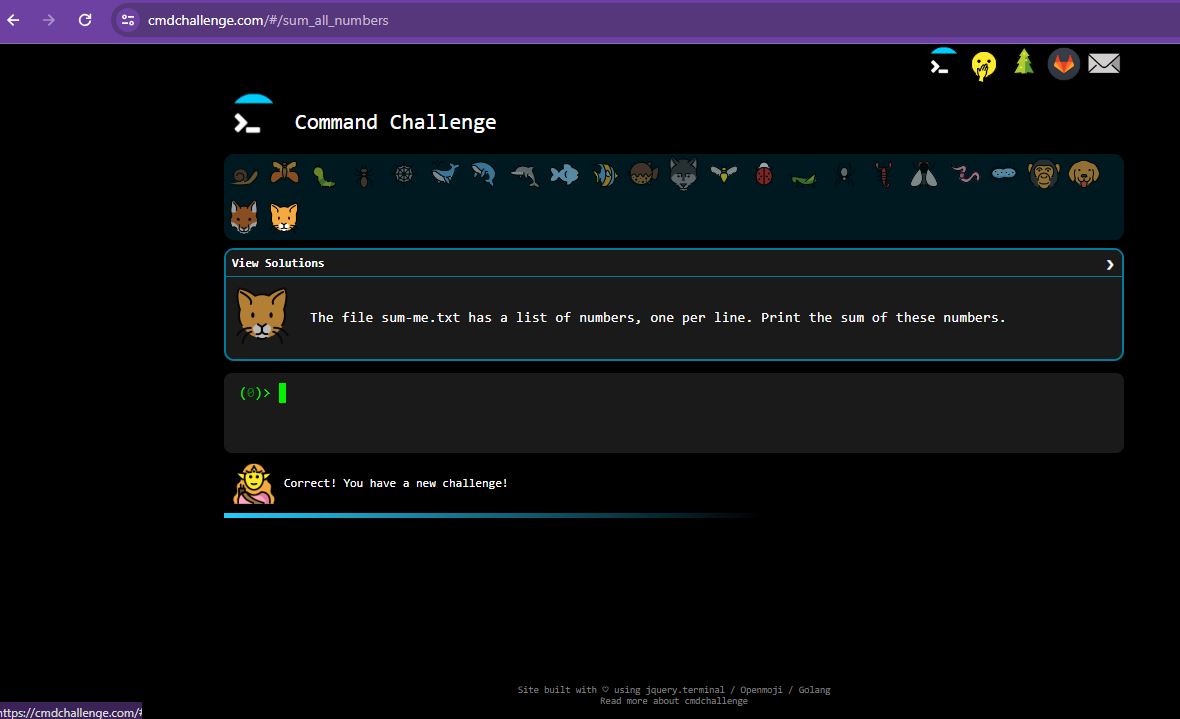 cmdchallenge.com/#/sum_all_numbers
Command Challenge
View Solutions
The file sum-me.txt has a list of numbers, one per line. Print the sum of these numbers.
(0)>
Correct! You have a new challenge!
Site built with ♡ using jquery.terminal / Openmoji / Golang
Read more about cmdchallenge
https://cmdchallenge.com/#